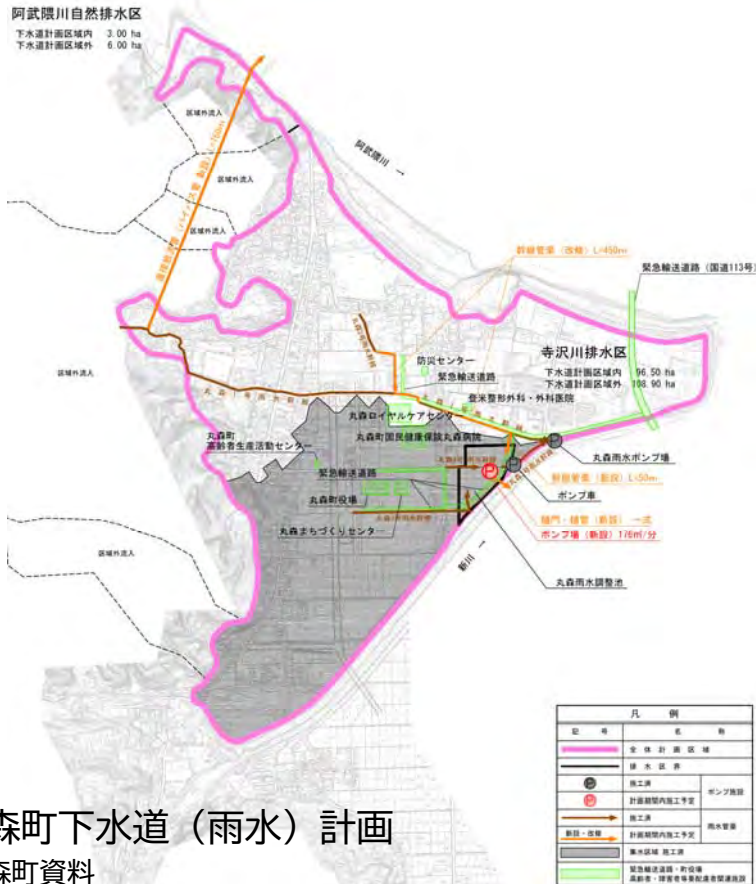 阿武隈川自然排水区
下水道計画区域内 3.00 ha
下水道計画区域外 6.00 ha
区域外流入
阿武隈川
区域外流入
区域外流入
幹線管渠（改修）L=450m
緊急輸送道路（国道113号）
防災センター
緊急輸送道路
寺沢川排水区
下水道計画区域内 96.50 ha
下水道計画区域外 108.90 ha
登米整形外科・外科医院
区域外流入
丸森ロイヤルケアセンター
丸森町国民健康保険丸森病院
丸森町
高齢者生産活動センター
丸森雨水ポンプ場
緊急輸送道路
幹線管渠（新設）L=50m
ポンプ車
丸森町役場
樋門・樋管（新設）一式
ポンプ場（新設）176㎥/分
丸森まちづくりセンター
区域外流入
新川
丸森雨水調整池
凡 例
記 号 名 称
全体計画区域
排水区界
施工済
計画期間内施工予定
ポンプ施設
施工済
新設・改修 計画期間内施工予定
雨水管渠
集水区域 施工済
緊急輸送道路・町役場
高齢者・障害者等要配慮者関連施設
森町下水道（雨水）計画
森町資料